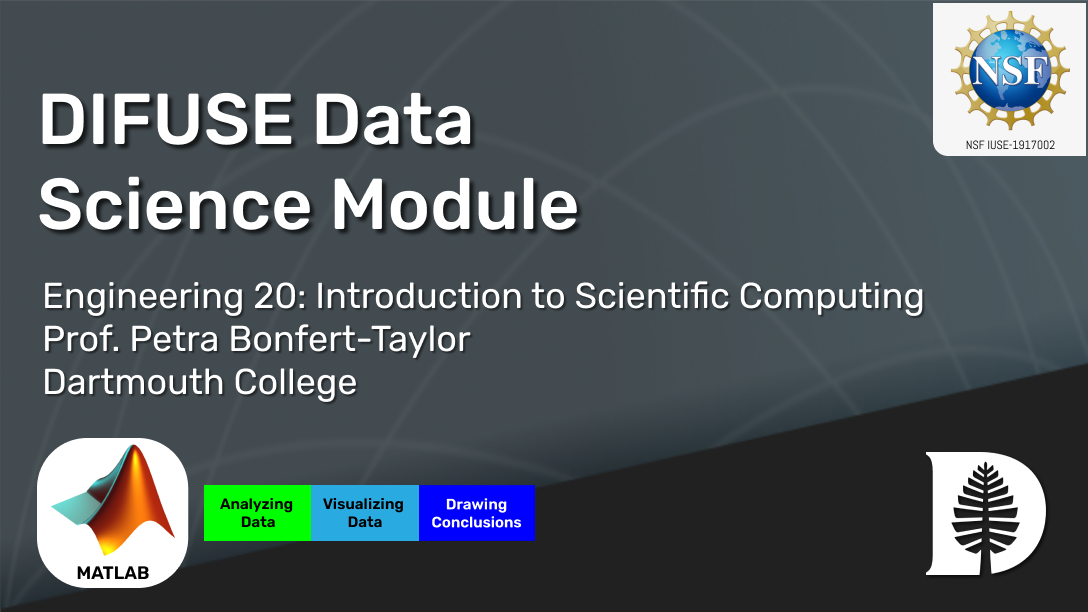 NSF
NSF IUSE-1917002
DIFUSE Data
Science Module
Engineering 20: Introduction to Scientific Computing
Prof. Petra Bonfert-Taylor
Dartmouth College
MATLAB
Analyzing
Data
Visualizing
Data
Drawing
Conclusions
D